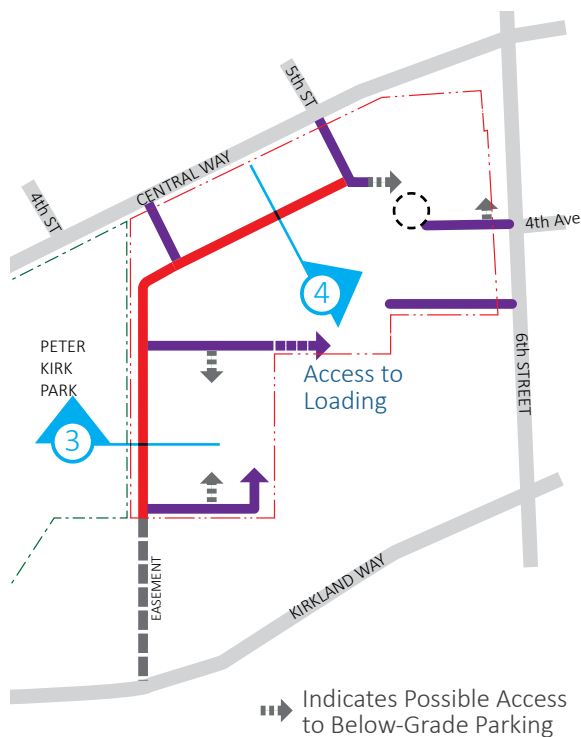 5th ST
CENTRAL WAY
4th ST
4th Ave
4
PETER
KIRK
PARK
Access to
Loading
6th STREET
3
EASEMENT
KIRKLAND WAY
Indicates Possible Access
to Below-Grade Parking